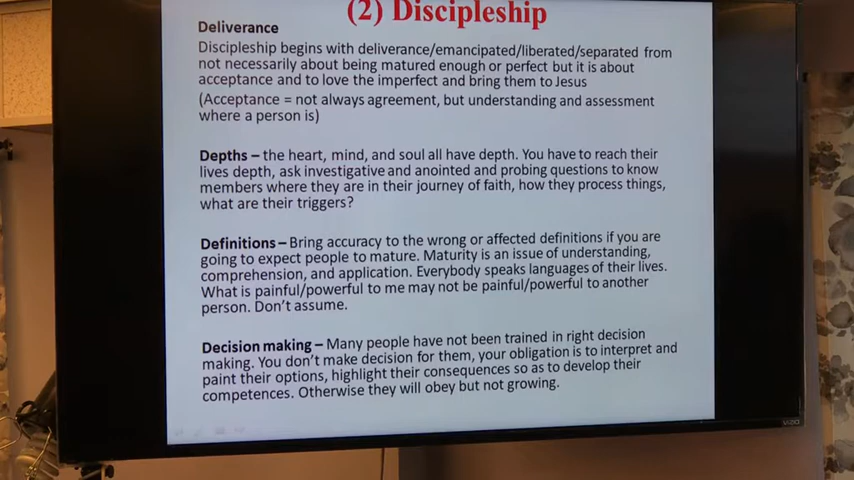 (2) Discipleship
Deliverance
Discipleship begins with deliverance/emancipated/liberated/separated from
not necessarily about being matured enough or perfect but it is about
acceptance and to love the imperfect and bring them to Jesus
(Acceptance = not always agreement, but understanding and assessment
where a person is)
Depths – the heart, mind, and soul all have depth. You have to reach their
lives depth, ask investigative and anointed and probing questions to know
members where they are in their journey of faith, how they process things,
what are their triggers?
Definitions – Bring accuracy to the wrong or affected definitions if you are
going to expect people to mature. Maturity is an issue of understanding,
comprehension, and application. Everybody speaks languages of their lives.
What is painful/powerful to me may not be painful/powerful to another
person. Don't assume.
Decision making – Many people have not been trained in right decision
making. You don't make decision for them, your obligation is to interpret and
paint their options, highlight their consequences so as to develop their
competences. Otherwise they will obey but not growing.
VIZIO